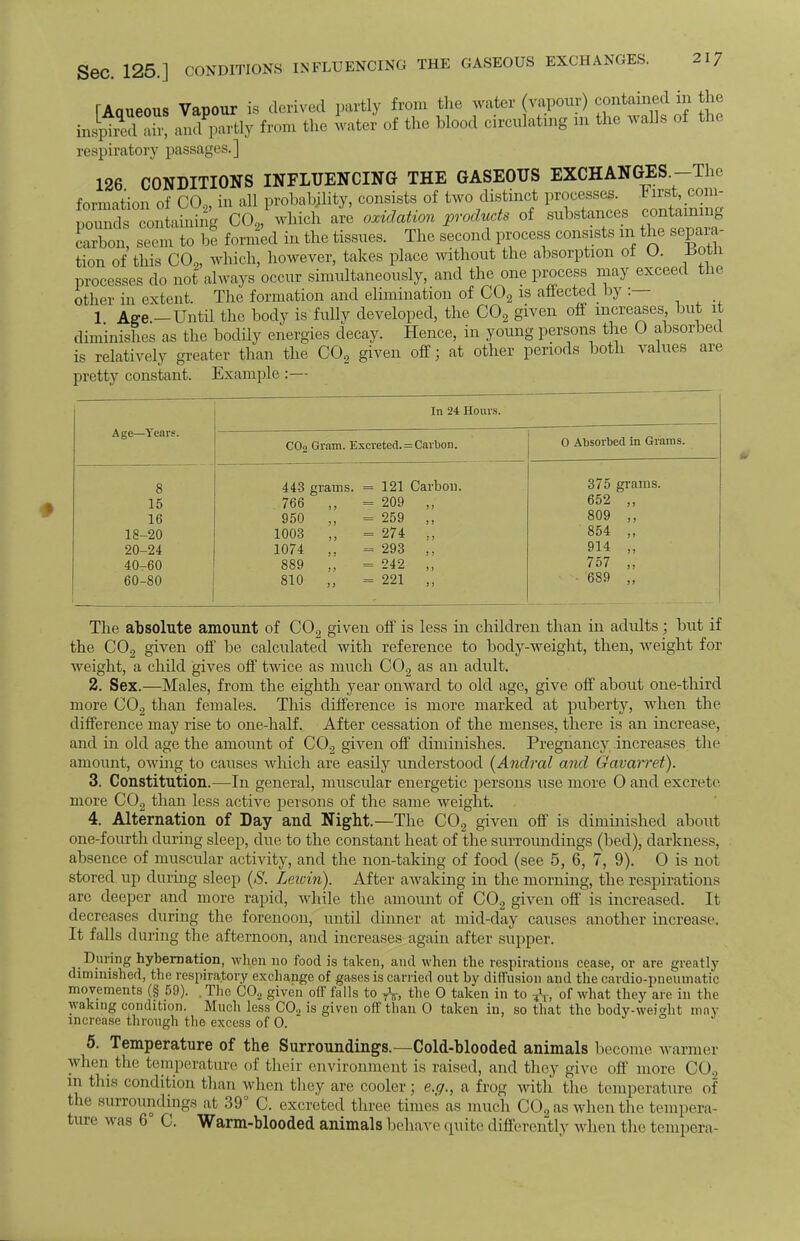 Sec. 125.] CONDITIONS INFLUENCING THE GASEOUS EXCHANGES. 217
[Aqueous Vapour is derived partly from the water (vapour) contained in the
inspired air, and partly from the water of the blood circulating in the walls of the
respiratory passages.]
126. CONDITIONS INFLUENCING THE GASEOUS EXCHANGES.—The
formation of CO₂, in all probability, consists of two distinct processes. First, com-
pounds containing CO₂, which are oxidation products of substances containing
carbon, seem to be formed in the tissues. The second process consists in the separa-
tion of this CO₂, which, however, takes place without the absorption of O. Both
processes do not always occur simultaneously, and the one process may exceed the
other in extent. The formation and elimination of CO₂ is affected by :—
1. Age.—Until the body is fully developed, the CO₂ given off increases, but it
diminishes as the bodily energies decay. Hence, in young persons the O absorbed
is relatively greater than the CO₂ given off; at other periods both values are
pretty constant. Example :—
In 24 Hours.
Age—Years.
CO₂ Gram. Excreted. = Carbon. O Absorbed in Grams.
8 443 grams. = 121 Carbon. 375 grams.
15 766 ,, = 209 ,, 652 ,,
16 950 ,, = 259 ,, 809 ,,
18-20 1003 ,, = 274 ,, 854 ,,
20-24 1074 ,, = 293 ,, 914 ,,
40-60 889 ,, = 242 ,, 757 ,,
60-80 810 ,, = 221 ,, 689 ,,
The absolute amount of CO₂ given off is less in children than in adults; but if
the CO₂ given off be calculated with reference to body-weight, then, weight for
weight, a child gives off twice as much CO₂ as an adult.
2. Sex.—Males, from the eighth year onward to old age, give off about one-third
more CO₂ than females. This difference is more marked at puberty, when the
difference may rise to one-half. After cessation of the menses, there is an increase,
and in old age the amount of CO₂ given off diminishes. Pregnancy increases the
amount, owing to causes which are easily understood (Andral and Gavarret).
3. Constitution.—In general, muscular energetic persons use more O and excrete
more CO₂ than less active persons of the same weight.
4. Alternation of Day and Night.—The CO₂ given off is diminished about
one-fourth during sleep, due to the constant heat of the surroundings (bed), darkness,
absence of muscular activity, and the non-taking of food (see 5, 6, 7, 9). O is not
stored up during sleep (S. Lewin). After awaking in the morning, the respirations
are deeper and more rapid, while the amount of CO₂ given off is increased. It
decreases during the forenoon, until dinner at mid-day causes another increase.
It falls during the afternoon, and increases again after supper.
During hybernation, when no food is taken, and when the respirations cease, or are greatly
diminished, the respiratory exchange of gases is carried out by diffusion and the cardio-pneumatic
movements (§ 59). The CO₂ given off falls to the O taken in to of what they are in the
waking condition. Much less CO₂ is given off than O taken in, so that the body-weight may
increase through the excess of O.
5. Temperature of the Surroundings.—Cold-blooded animals become warmer
when the temperature of their environment is raised, and they give off more CO₂
in this condition than when they are cooler; e.g., a frog with the temperature of
the surroundings at 39° C. excreted three times as much CO₂ as when the tempera-
ture was 6° C. Warm-blooded animals behave quite differently when the tempera-